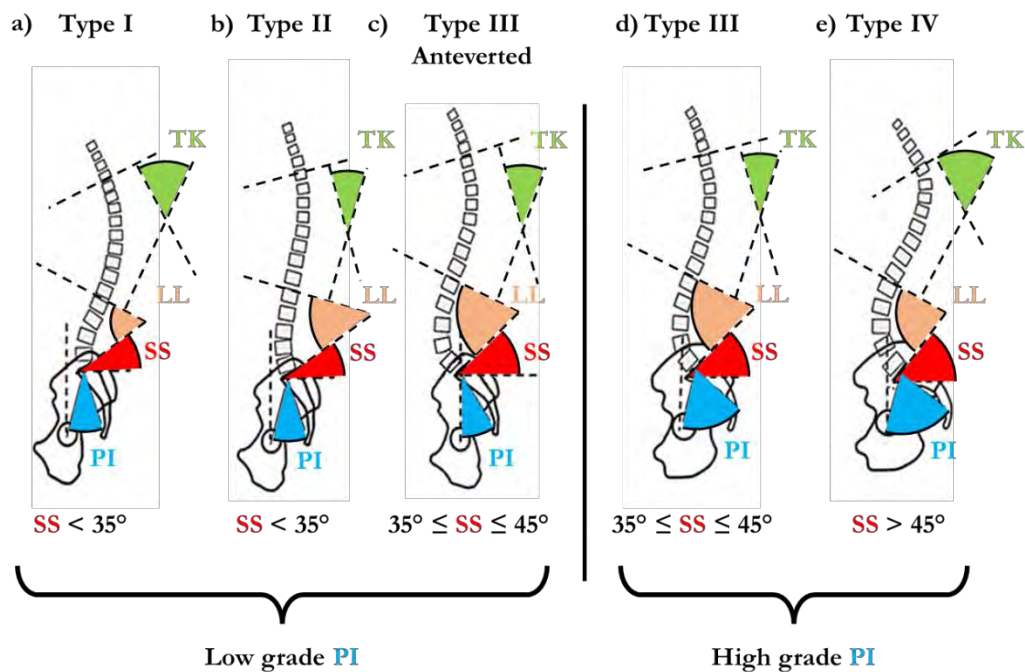 a) Type I
b) Type II
c) Type III
Anteverted
d) Type III
e) Type IV
TK
TK
TK
TK
TK
LL
LL
LL
LL
LL
SS
SS
SS
SS
SS
PI
PI
PI
PI
PI
SS < 35°
SS < 35°
35° ≤ SS ≤ 45°
35° ≤ SS ≤ 45°
SS > 45°
Low grade PI
High grade PI